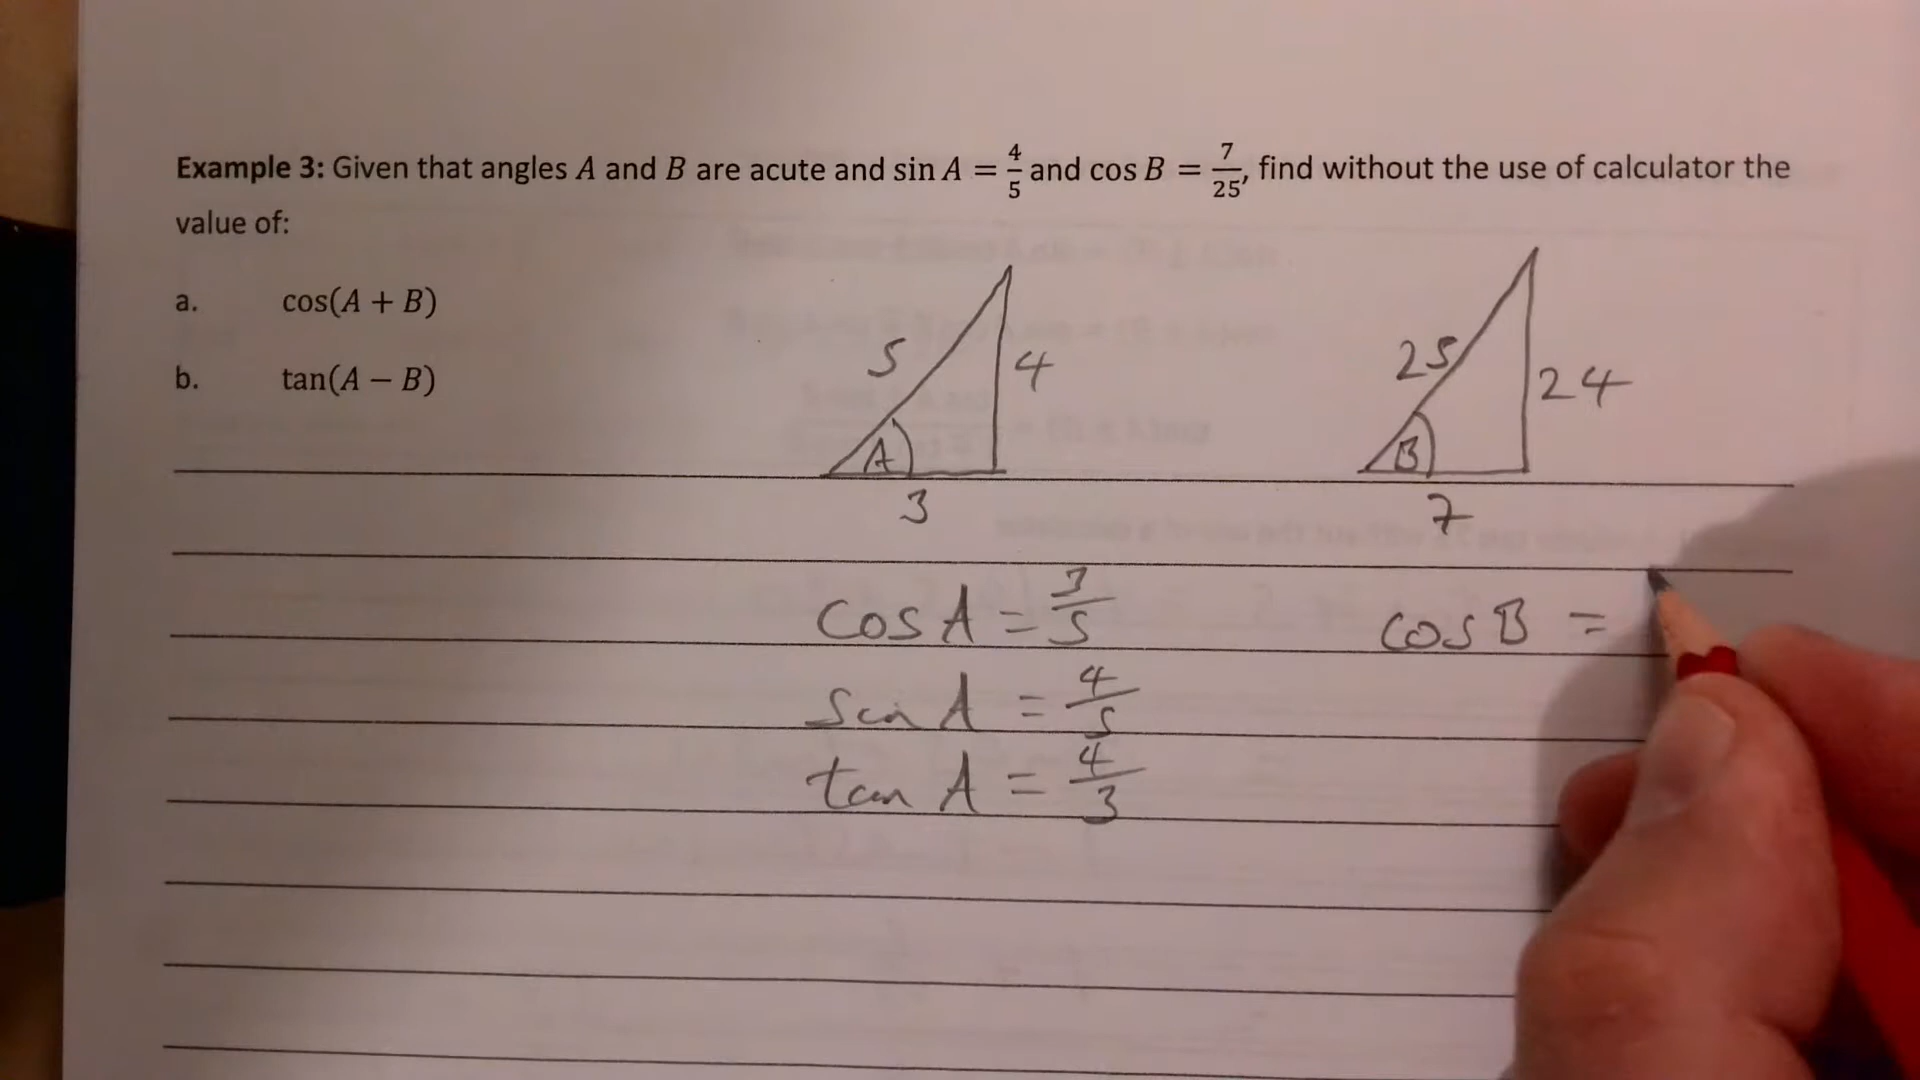 Example 3: Given that angles A and B are acute and sin A = 4/5 and cos B = 7/25, find without the use of calculator the
value of:
a. cos(A + B)
b. tan(A − B)
5 4 A 3
25 24 B 7
cos A = 3/5
sin A = 4/5
tan A = 4/3
cos B =